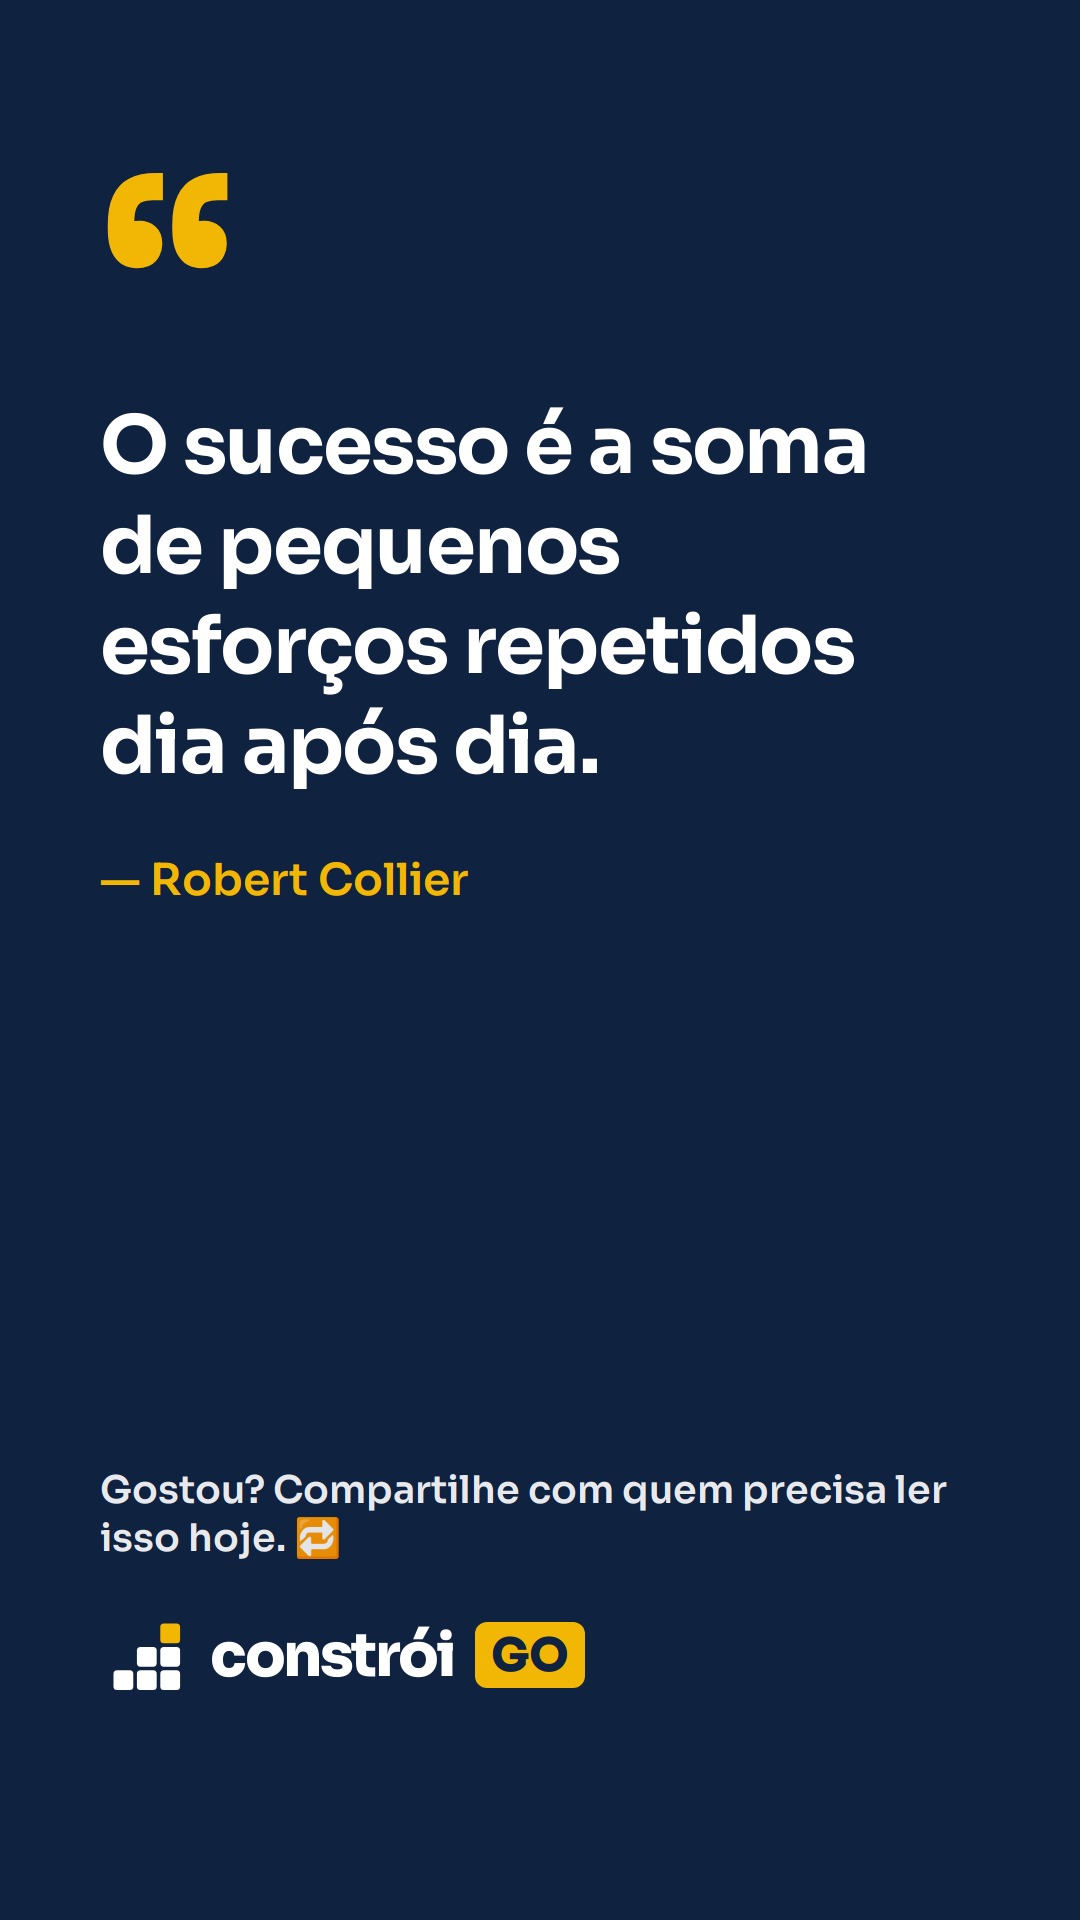 “
O sucesso é a soma
de pequenos
esforços repetidos
dia após dia.
— Robert Collier
Gostou? Compartilhe com quem precisa ler
isso hoje. 🔁
constrói GO